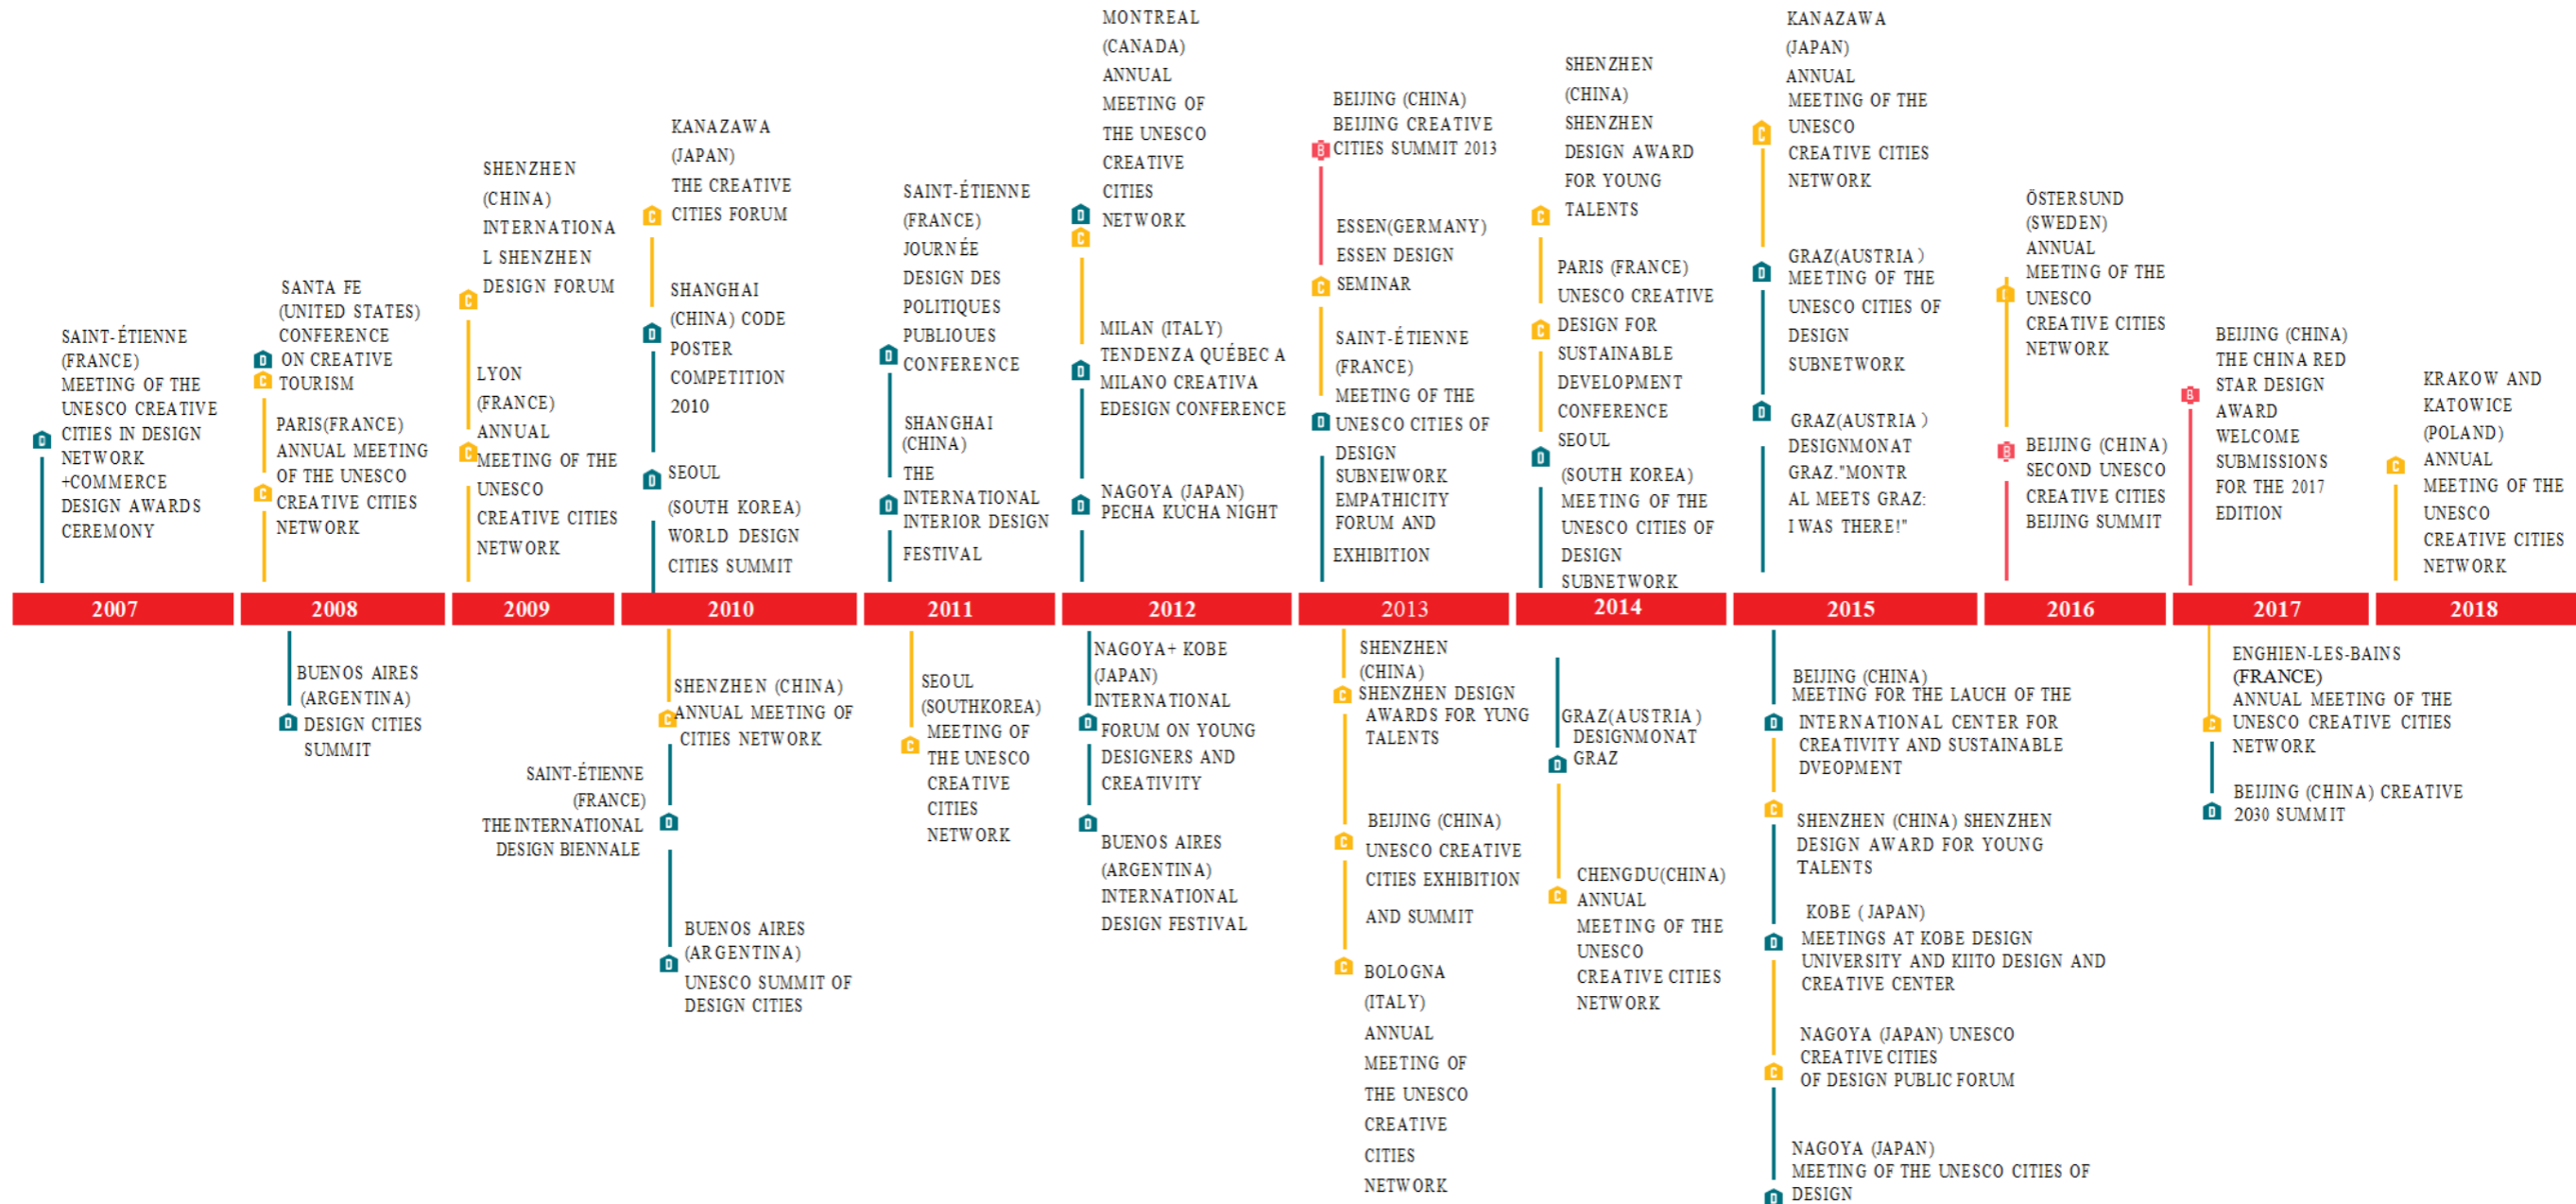 SAINT-ÉTIENNE
(FRANCE)
MEETING OF THE
UNESCO CREATIVE
CITIES IN DESIGN
NETWORK
+COMMERCE
DESIGN AWARDS
CEREMONY
D
SANTA FE
(UNITED STATES)
CONFERENCE
ON CREATIVE
TOURISM
D
C
PARIS(FRANCE)
ANNUAL MEETING
OF THE UNESCO
CREATIVE CITIES
NETWORK
C
SHENZHEN
(CHINA)
INTERNATIONA
L SHENZHEN
DESIGN FORUM
C
LYON
(FRANCE)
ANNUAL
MEETING OF THE
UNESCO
CREATIVE CITIES
NETWORK
C
KANAZAWA
(JAPAN)
THE CREATIVE
CITIES FORUM
C
SHANGHAI
(CHINA) CODE
POSTER
COMPETITION
2010
D
SEOUL
(SOUTH KOREA)
WORLD DESIGN
CITIES SUMMIT
D
SAINT-ÉTIENNE
(FRANCE)
JOURNÉE
DESIGN DES
POLITIQUES
PUBLIOUES
CONFERENCE
D
SHANGHAI
(CHINA)
THE
INTERNATIONAL
INTERIOR DESIGN
FESTIVAL
D
MONTREAL
(CANADA)
ANNUAL
MEETING OF
THE UNESCO
CREATIVE
CITIES
NETWORK
D
C
MILAN (ITALY)
TENDENZA QUÉBEC A
MILANO CREATIVA
EDESIGN CONFERENCE
D
NAGOYA (JAPAN)
PECHA KUCHA NIGHT
D
BEIJING (CHINA)
BEIJING CREATIVE
CITIES SUMMIT 2013
B
ESSEN(GERMANY)
ESSEN DESIGN
SEMINAR
C
SAINT-ÉTIENNE
(FRANCE)
MEETING OF THE
UNESCO CITIES OF
DESIGN
SUBNEIWORK
EMPATHICITY
FORUM AND
EXHIBITION
D
SHENZHEN
(CHINA)
SHENZHEN
DESIGN AWARD
FOR YOUNG
TALENTS
C
PARIS (FRANCE)
UNESCO CREATIVE
DESIGN FOR
SUSTAINABLE
DEVELOPMENT
CONFERENCE
C
SEOUL
(SOUTH KOREA)
MEETING OF THE
UNESCO CITIES OF
DESIGN
SUBNETWORK
D
KANAZAWA
(JAPAN)
ANNUAL
MEETING OF THE
UNESCO
CREATIVE CITIES
NETWORK
C
GRAZ(AUSTRIA)
MEETING OF THE
UNESCO CITIES OF
DESIGN
SUBNETWORK
D
GRAZ(AUSTRIA)
DESIGNMONAT
GRAZ."MONTR
AL MEETS GRAZ:
I WAS THERE!"
D
ÖSTERSUND
(SWEDEN)
ANNUAL
MEETING OF THE
UNESCO
CREATIVE CITIES
NETWORK
C
BEIJING (CHINA)
SECOND UNESCO
CREATIVE CITIES
BEIJING SUMMIT
B
BEIJING (CHINA)
THE CHINA RED
STAR DESIGN
AWARD
WELCOME
SUBMISSIONS
FOR THE 2017
EDITION
B
KRAKOW AND
KATOWICE
(POLAND)
ANNUAL
MEETING OF THE
UNESCO
CREATIVE CITIES
NETWORK
C
2007 2008 2009 2010 2011 2012 2013 2014 2015 2016 2017 2018
BUENOS AIRES
(ARGENTINA)
DESIGN CITIES
SUMMIT
D
SHENZHEN (CHINA)
ANNUAL MEETING OF
CITIES NETWORK
C
SAINT-ÉTIENNE
(FRANCE)
THE INTERNATIONAL
DESIGN BIENNALE
D
BUENOS AIRES
(ARGENTINA)
UNESCO SUMMIT OF
DESIGN CITIES
D
SEOUL
(SOUTHKOREA)
MEETING OF
THE UNESCO
CREATIVE
CITIES
NETWORK
C
NAGOYA+ KOBE
(JAPAN)
INTERNATIONAL
FORUM ON YOUNG
DESIGNERS AND
CREATIVITY
D
BUENOS AIRES
(ARGENTINA)
INTERNATIONAL
DESIGN FESTIVAL
D
SHENZHEN
(CHINA)
SHENZHEN DESIGN
AWARDS FOR YUNG
TALENTS
C
BEIJING (CHINA)
UNESCO CREATIVE
CITIES EXHIBITION
AND SUMMIT
C
BOLOGNA
(ITALY)
ANNUAL
MEETING OF
THE UNESCO
CREATIVE
CITIES
NETWORK
C
GRAZ(AUSTRIA)
DESIGNMONAT
GRAZ
D
CHENGDU(CHINA)
ANNUAL
MEETING OF THE
UNESCO
CREATIVE CITIES
NETWORK
C
BEIJING (CHINA)
MEETING FOR THE LAUCH OF THE
INTERNATIONAL CENTER FOR
CREATIVITY AND SUSTAINABLE
DVEOPMENT
D
SHENZHEN (CHINA) SHENZHEN
DESIGN AWARD FOR YOUNG
TALENTS
C
KOBE (JAPAN)
MEETINGS AT KOBE DESIGN
UNIVERSITY AND KIITO DESIGN AND
CREATIVE CENTER
D
NAGOYA (JAPAN) UNESCO
CREATIVE CITIES
OF DESIGN PUBLIC FORUM
C
NAGOYA (JAPAN)
MEETING OF THE UNESCO CITIES OF
DESIGN
D
ENGHIEN-LES-BAINS
(FRANCE)
ANNUAL MEETING OF THE
UNESCO CREATIVE CITIES
NETWORK
C
BEIJING (CHINA) CREATIVE
2030 SUMMIT
D